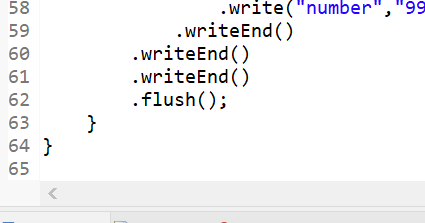 58 .write("number","99
59 .writeEnd()
60 .writeEnd()
61 .writeEnd()
62 .flush();
63 }
64 }
65